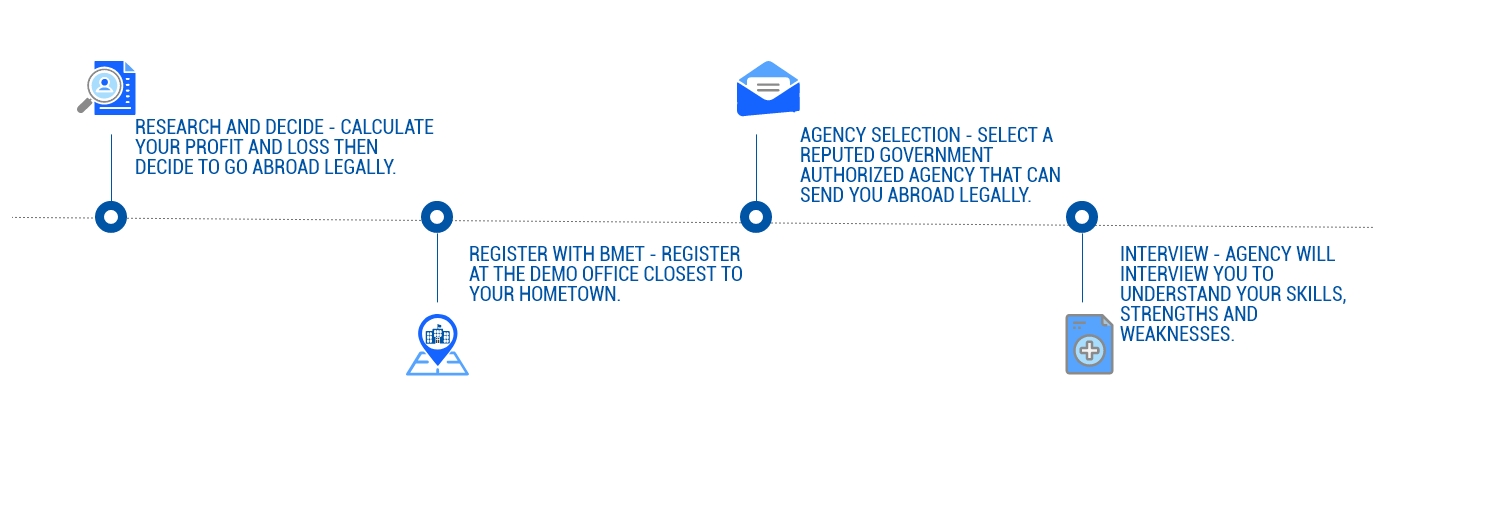 RESEARCH AND DECIDE - CALCULATE
YOUR PROFIT AND LOSS THEN
DECIDE TO GO ABROAD LEGALLY.
REGISTER WITH BMET - REGISTER
AT THE DEMO OFFICE CLOSEST TO
YOUR HOMETOWN.
AGENCY SELECTION - SELECT A
REPUTED GOVERNMENT
AUTHORIZED AGENCY THAT CAN
SEND YOU ABROAD LEGALLY.
INTERVIEW - AGENCY WILL
INTERVIEW YOU TO
UNDERSTAND YOUR SKILLS,
STRENGTHS AND
WEAKNESSES.